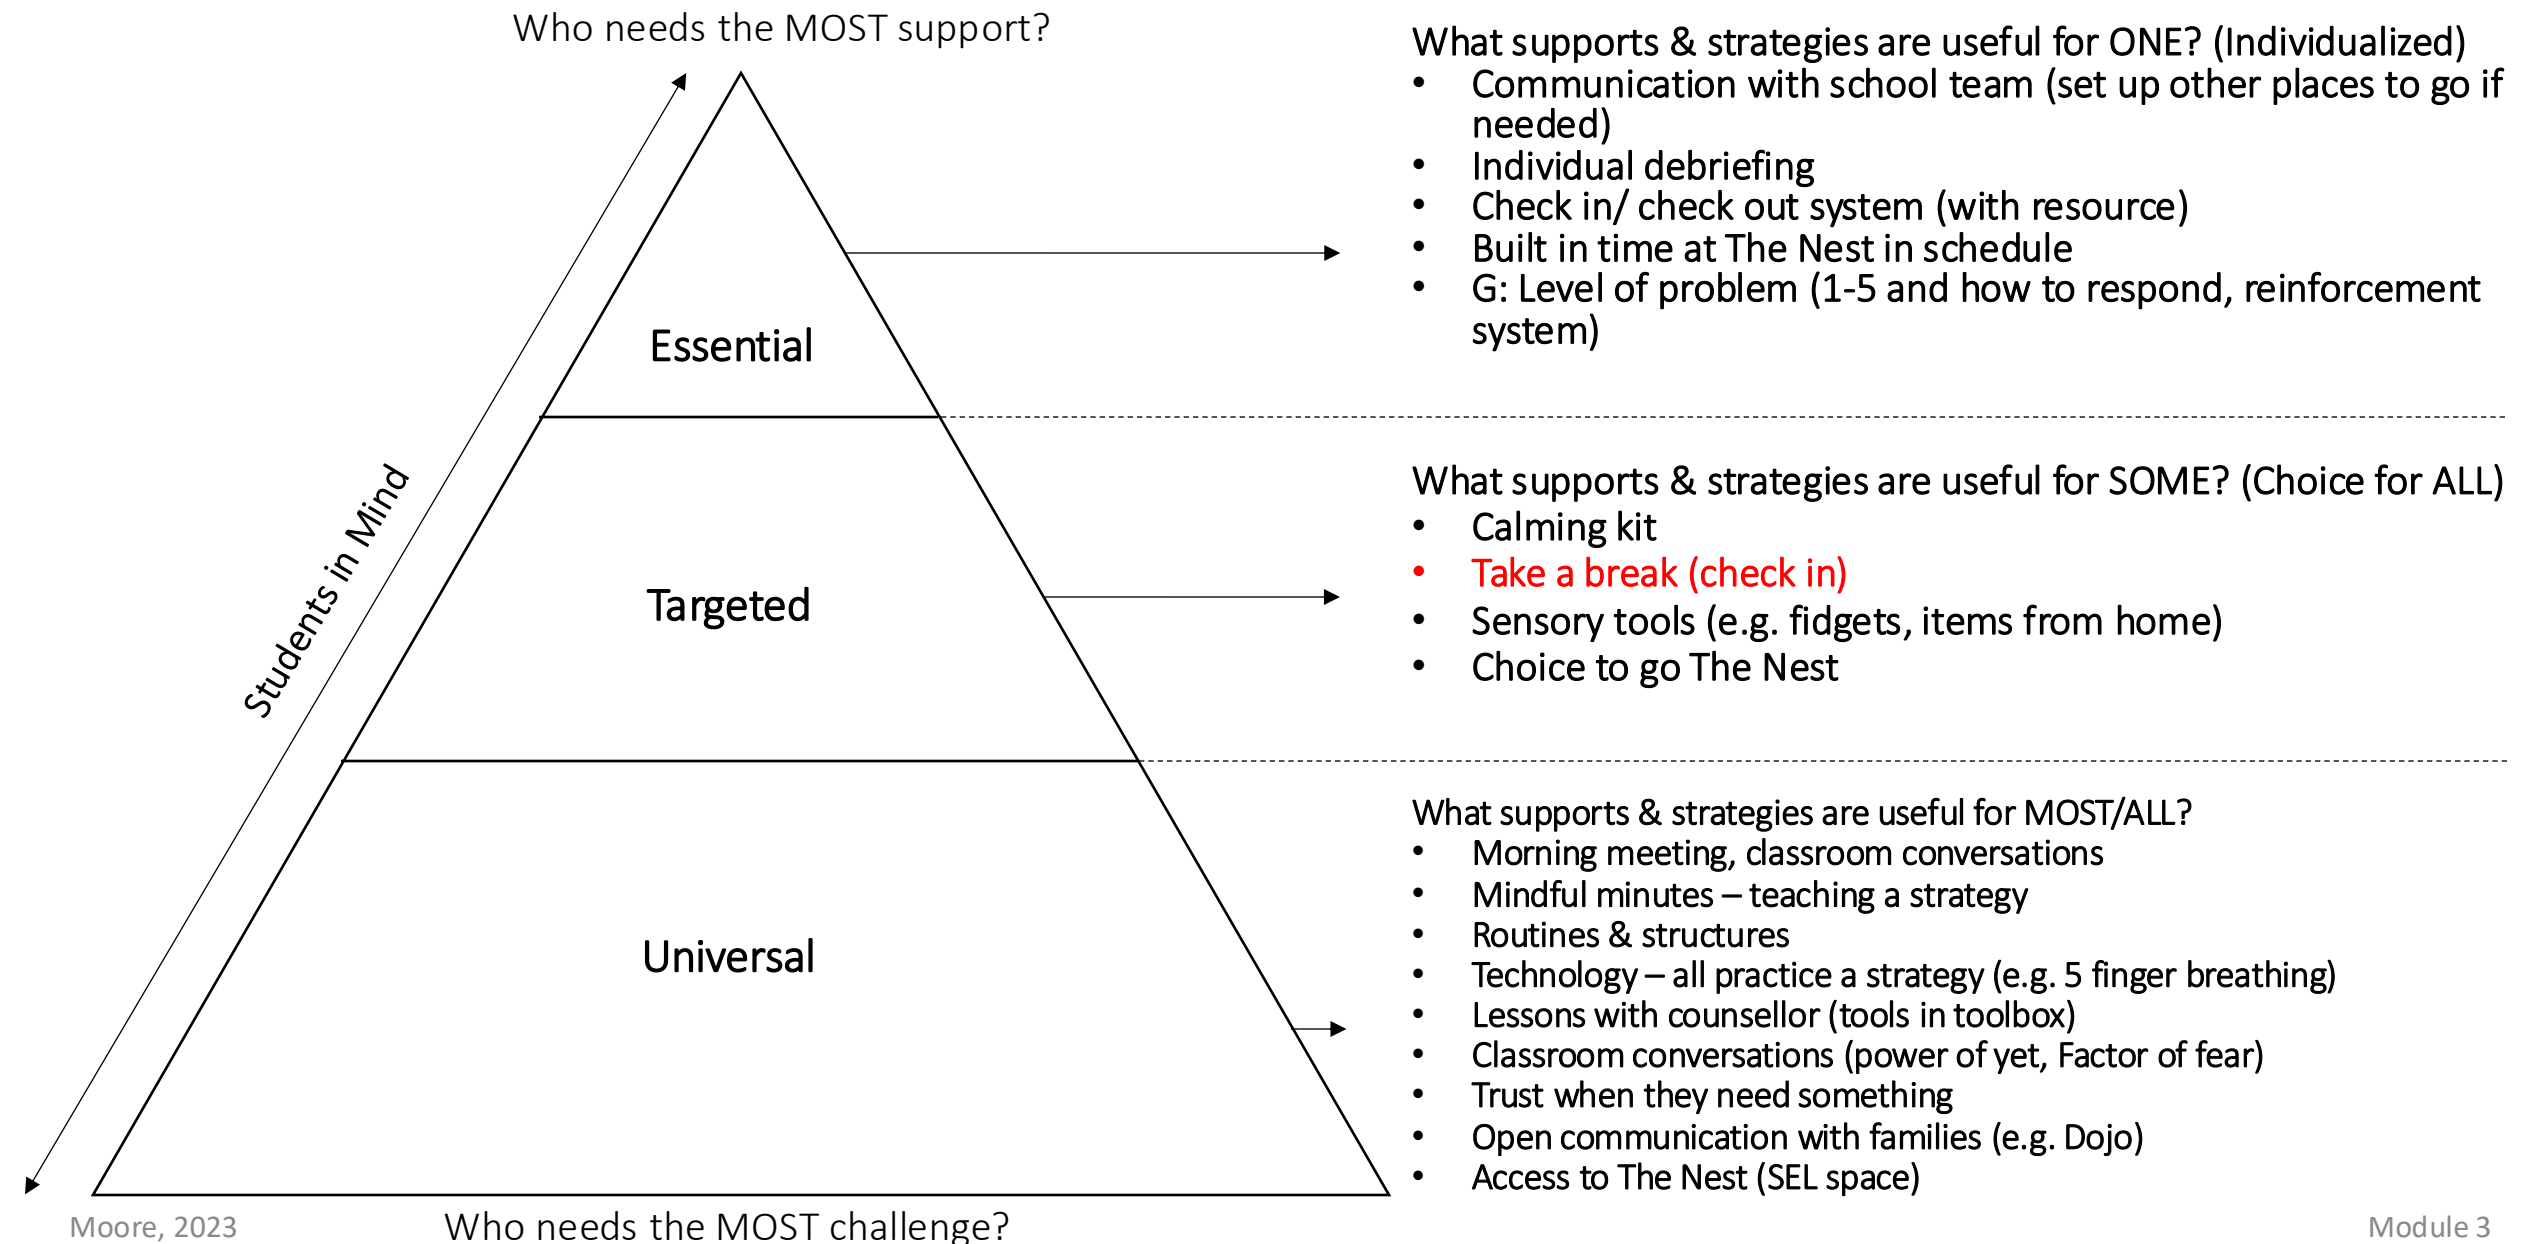 Who needs the MOST support?
What supports & strategies are useful for ONE? (Individualized)
• Communication with school team (set up other places to go if
needed)
• Individual debriefing
• Check in/ check out system (with resource)
• Built in time at The Nest in schedule
• G: Level of problem (1-5 and how to respond, reinforcement
system)
Essential
Students in Mind
What supports & strategies are useful for SOME? (Choice for ALL)
• Calming kit
• Take a break (check in)
• Sensory tools (e.g. fidgets, items from home)
• Choice to go The Nest
Targeted
What supports & strategies are useful for MOST/ALL?
• Morning meeting, classroom conversations
• Mindful minutes – teaching a strategy
• Routines & structures
• Technology – all practice a strategy (e.g. 5 finger breathing)
• Lessons with counsellor (tools in toolbox)
• Classroom conversations (power of yet, Factor of fear)
• Trust when they need something
• Open communication with families (e.g. Dojo)
• Access to The Nest (SEL space)
Universal
Who needs the MOST challenge?
Moore, 2023
Module 3